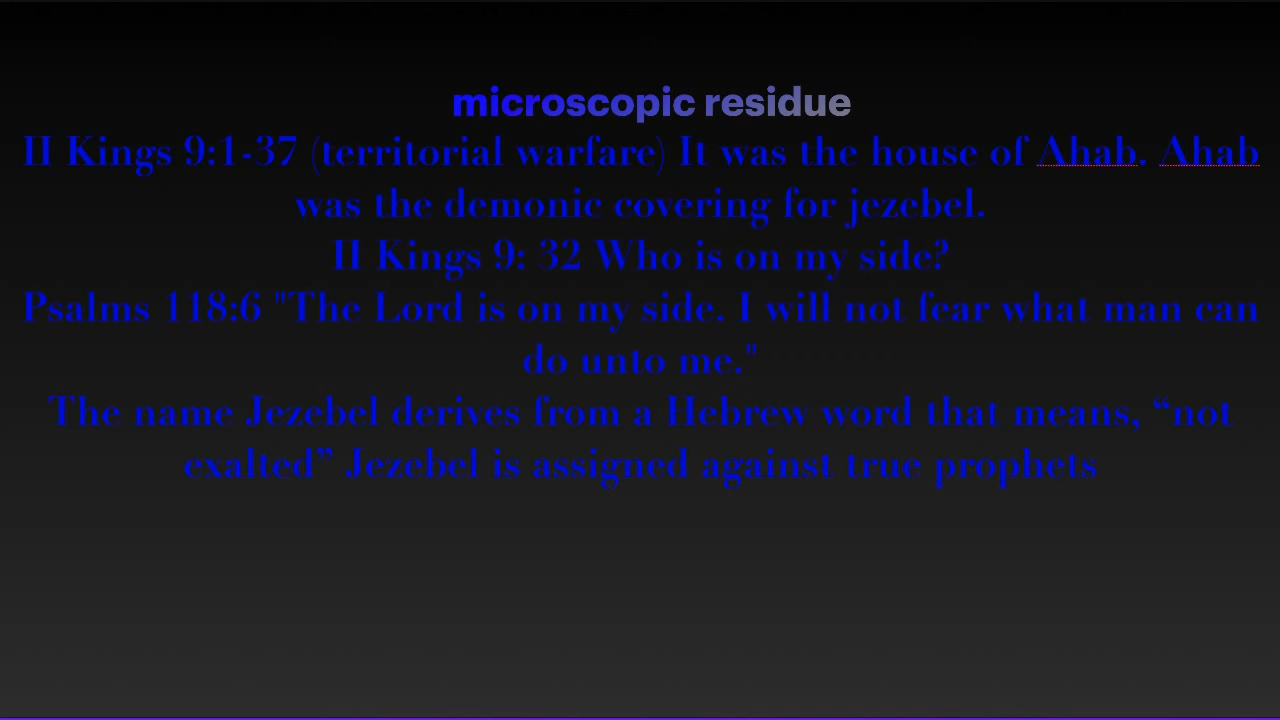 microscopic residue
II Kings 9:1-37 (territorial warfare) It was the house of Ahab. Ahab
was the demonic covering for jezebel.
II Kings 9: 32 Who is on my side?
Psalms 118:6 "The Lord is on my side. I will not fear what man can
do unto me."
The name Jezebel derives from a Hebrew word that means, “not
exalted” Jezebel is assigned against true prophets